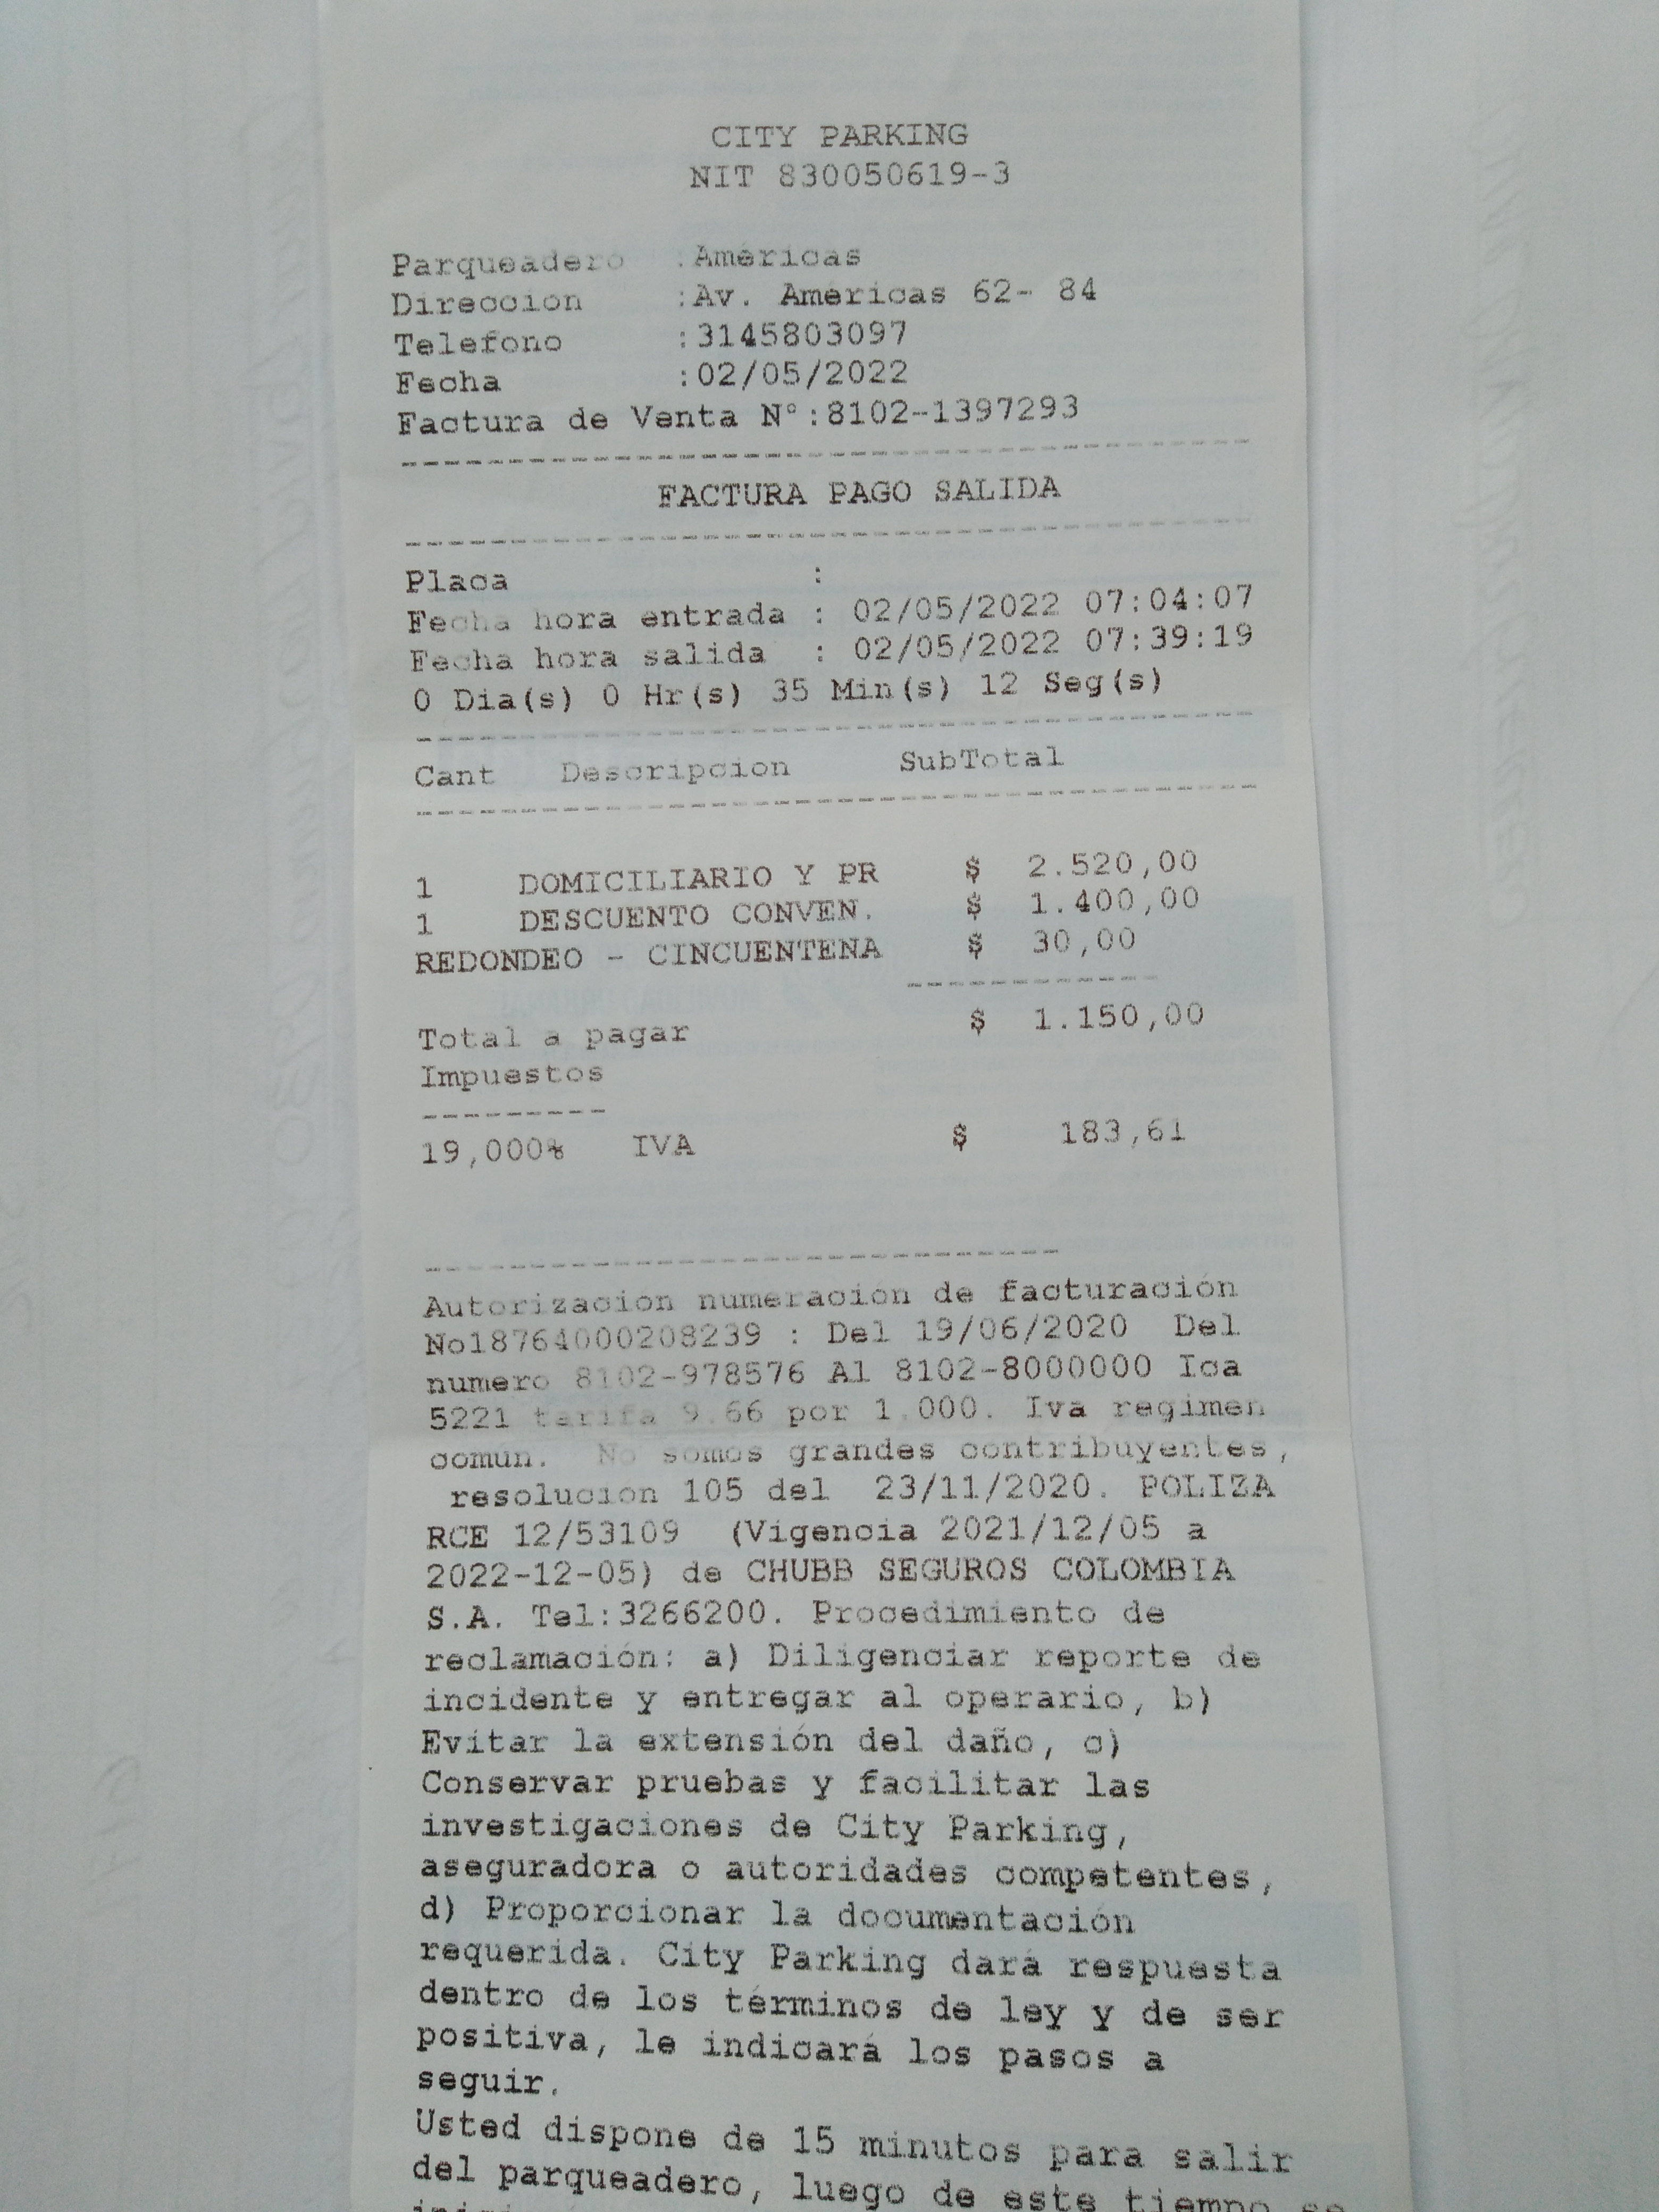 CITY PARKING
NIT 830050619-3
Parqueadero :Américas
Direccion :Av. Americas 62- 84
Telefono :3145803097
Fecha :02/05/2022
Factura de Venta N°:8102-1397293
FACTURA PAGO SALIDA
Placa :
Fecha hora entrada : 02/05/2022 07:04:07
Fecha hora salida : 02/05/2022 07:39:19
0 Dia(s) 0 Hr(s) 35 Min(s) 12 Seg(s)
Cant Descripcion SubTotal
1 DOMICILIARIO Y PR $ 2.520,00
1 DESCUENTO CONVEN. $ 1.400,00
REDONDEO - CINCUENTENA $ 30,00
Total a pagar $ 1.150,00
Impuestos
19,000% IVA $ 183,61
Autorización numeración de facturación
No18764000208239 : Del 19/06/2020 Del
numero 8102-978576 Al 8102-8000000 Ica
5221 tarifa 9.66 por 1.000. Iva regimen
comun. No somos grandes contribuyentes,
resolucion 105 del 23/11/2020. POLIZA
RCE 12/53109 (Vigencia 2021/12/05 a
2022-12-05) de CHUBB SEGUROS COLOMBIA
S.A. Tel:3266200. Procedimiento de
reclamación: a) Diligenciar reporte de
incidente y entregar al operario, b)
Evitar la extensión del daño, c)
Conservar pruebas y facilitar las
investigaciones de City Parking,
aseguradora o autoridades competentes,
d) Proporcionar la documentación
requerida. City Parking dará respuesta
dentro de los términos de ley y de ser
positiva, le indicará los pasos a
seguir.
Usted dispone de 15 minutos para salir
del parqueadero, luego de este tiempo se